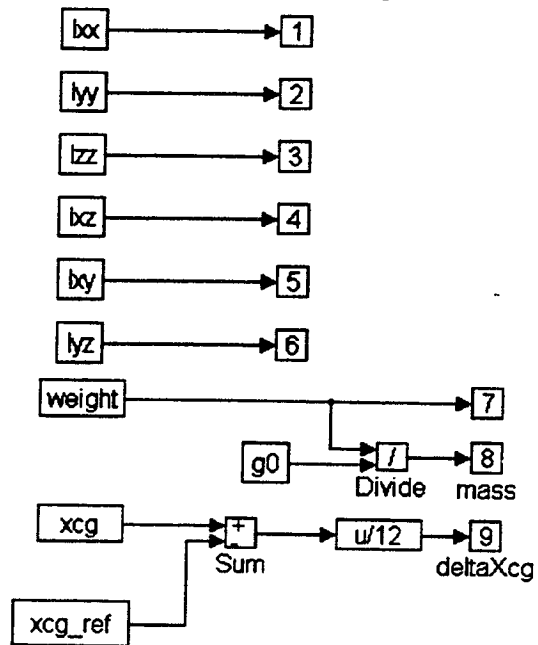 Ixx 1
Iyy 2
Izz 3
Ixz 4
Ixy 5
Iyz 6
weight 7
g0 / 8
Divide mass
xcg + - u/12 9
Sum deltaXcg
xcg_ref